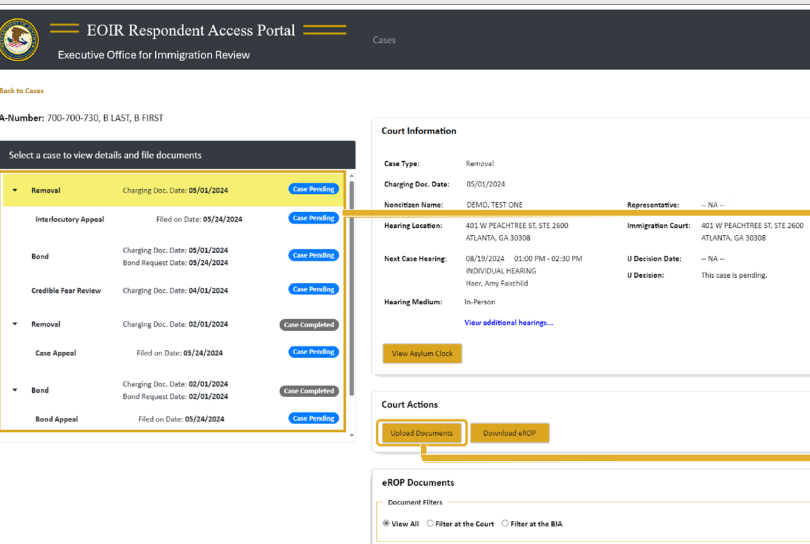 EOIR Respondent Access Portal
Executive Office for Immigration Review
Cases
Back to Cases
A-Number: 700-700-730, B LAST, B FIRST
Select a case to view details and file documents
Removal Charging Doc. Date: 05/01/2024 Case Pending
Interlocutory Appeal Filed on Date: 05/24/2024 Case Pending
Bond Charging Doc. Date: 05/01/2024 Case Pending
Bond Request Date: 05/24/2024
Credible Fear Review Charging Doc. Date: 04/01/2024 Case Pending
Removal Charging Doc. Date: 02/01/2024 Case Completed
Case Appeal Filed on Date: 05/24/2024 Case Pending
Bond Charging Doc. Date: 02/01/2024 Case Completed
Bond Request Date: 02/01/2024
Bond Appeal Filed on Date: 05/24/2024 Case Pending
Court Information
Case Type: Removal
Charging Doc. Date: 05/01/2024
Noncitizen Name: DEMO, TEST ONE Representative: -- NA --
Hearing Location: 401 W PEACHTREE ST, STE 2600 Immigration Court: 401 W PEACHTREE ST, STE 2600
ATLANTA, GA 30308 ATLANTA, GA 30308
Next Case Hearing: 08/19/2024 01:00 PM - 02:30 PM IJ Decision Date: -- NA --
INDIVIDUAL HEARING IJ Decision: This case is pending.
Haer, Amy Fairchild
Hearing Medium: In-Person
View additional hearings...
View Asylum Clock
Court Actions
Upload Documents Download eROP
eROP Documents
Document Filters
View All Filter at the Court Filter at the BIA